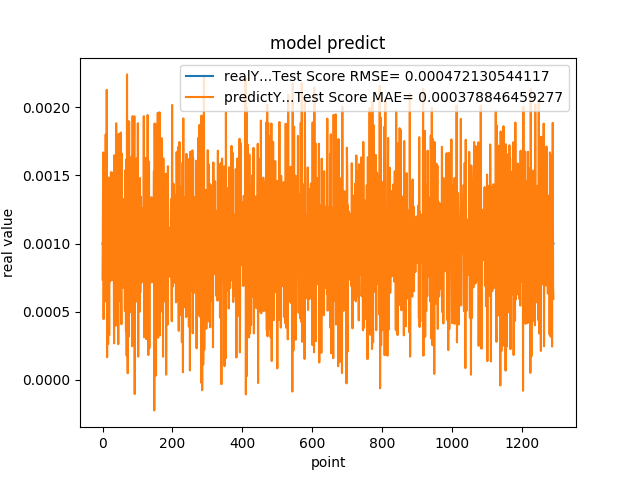 model predict
realY...Test Score RMSE= 0.000472130544117
predictY...Test Score MAE= 0.000378846459277
0.0020
0.0015
0.0010
0.0005
0.0000
real value
0 200 400 600 800 1000 1200
point